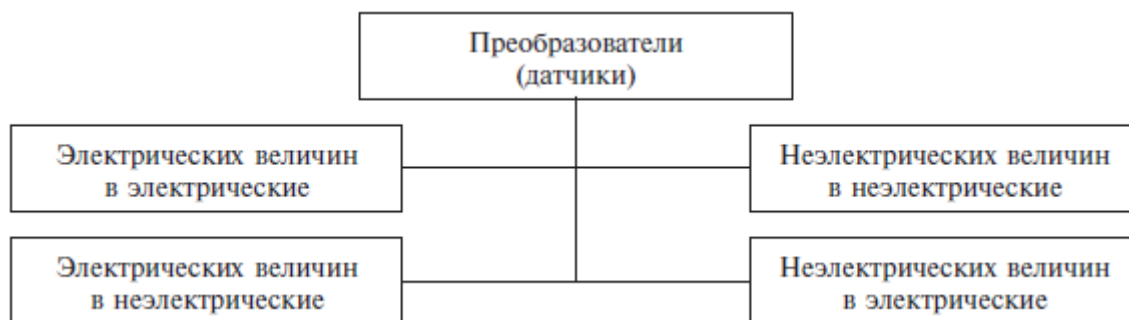 Преобразователи
(датчики)
Электрических величин
в электрические
Неэлектрических величин
в неэлектрические
Электрических величин
в неэлектрические
Неэлектрических величин
в электрические